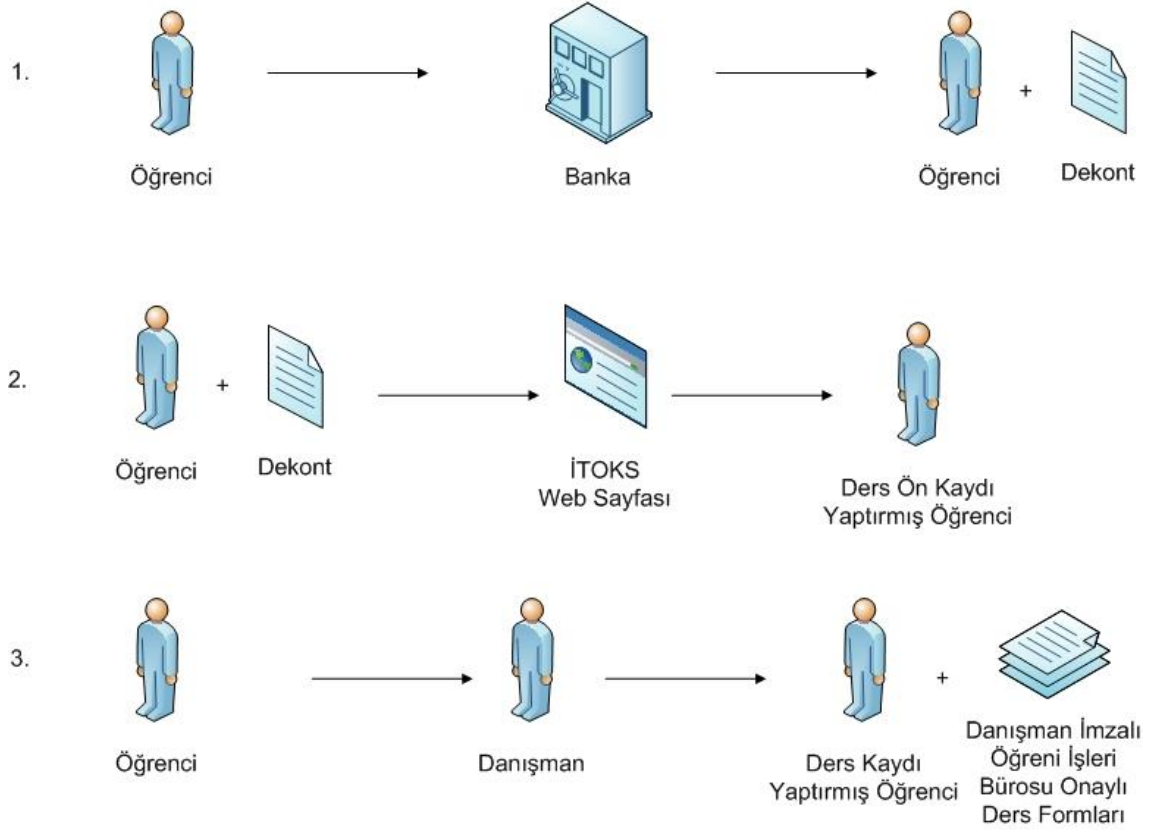 1.
Öğrenci
Banka
Öğrenci
+
Dekont
2.
Öğrenci
+
Dekont
İTOKS
Web Sayfası
Ders Ön Kaydı
Yaptırmış Öğrenci
3.
Öğrenci
Danışman
Ders Kaydı
Yaptırmış Öğrenci
+
Danışman İmzalı
Öğreni İşleri
Bürosu Onaylı
Ders Formları